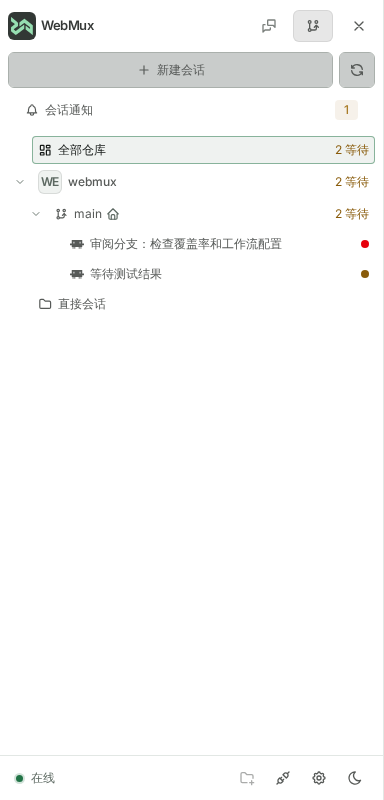 WebMux
新建会话
会话通知 1
全部仓库 2 等待
WE webmux 2 等待
main 2 等待
审阅分支：检查覆盖率和工作流配置
等待测试结果
直接会话
在线